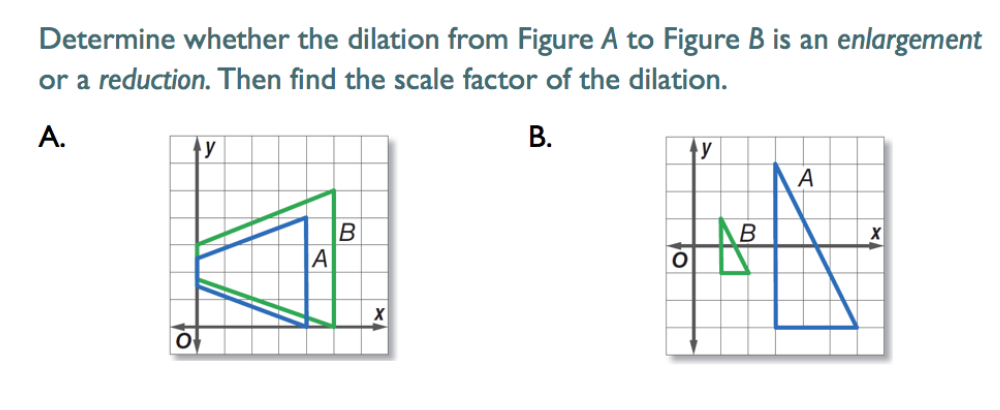 Determine whether the dilation from Figure A to Figure B is an enlargement
or a reduction. Then find the scale factor of the dilation.
A.
y
B
A
x
O
B.
y
A
B
x
O